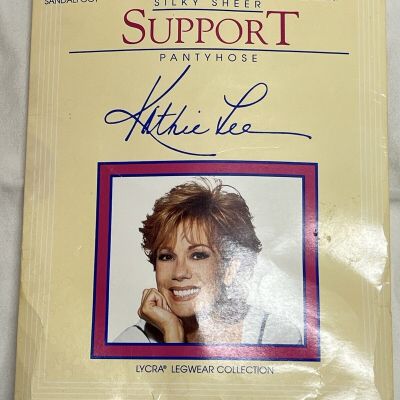 SANDALFOOT
SILKY SHEER
SUPPORT
PANTYHOSE
Kathie Lee
LYCRA® LEGWEAR COLLECTION